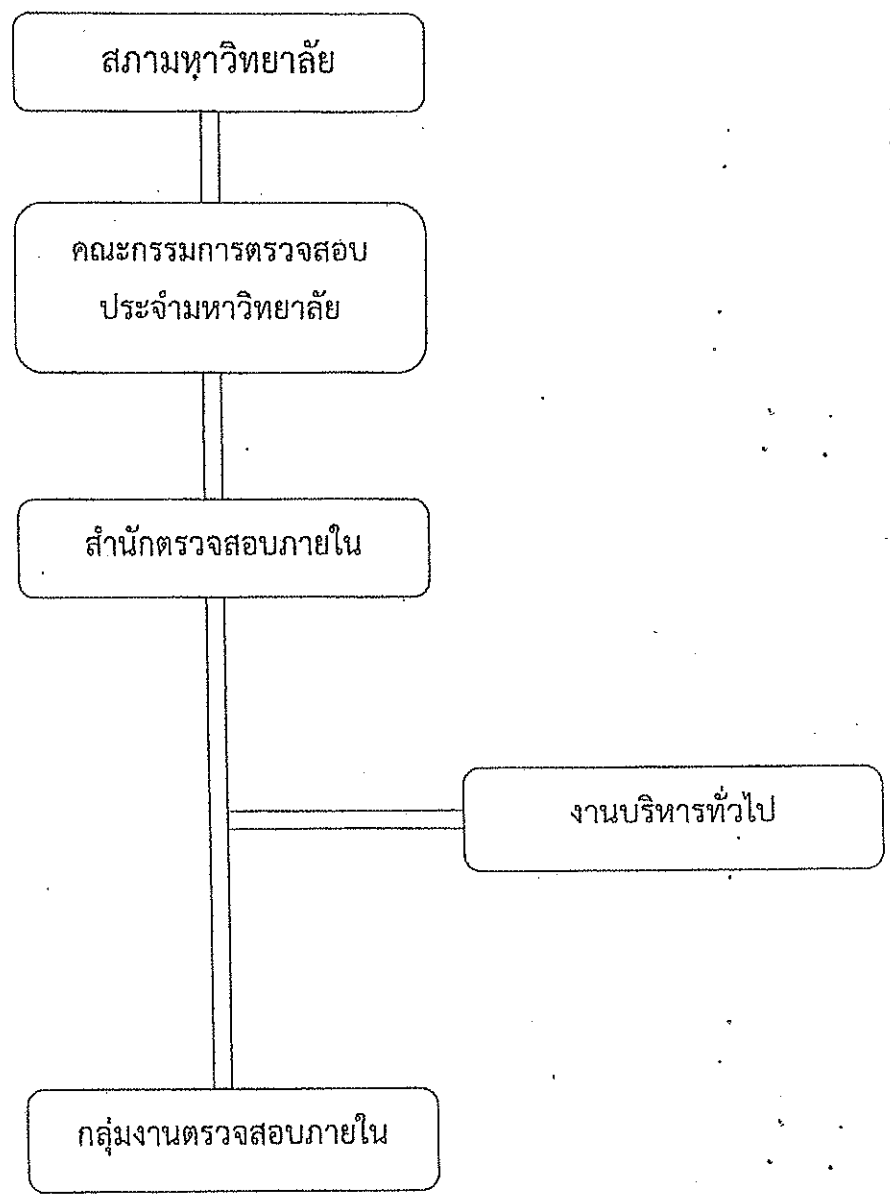 สภามหาวิทยาลัย
คณะกรรมการตรวจสอบ
ประจำมหาวิทยาลัย
สำนักตรวจสอบภายใน
งานบริหารทั่วไป
กลุ่มงานตรวจสอบภายใน